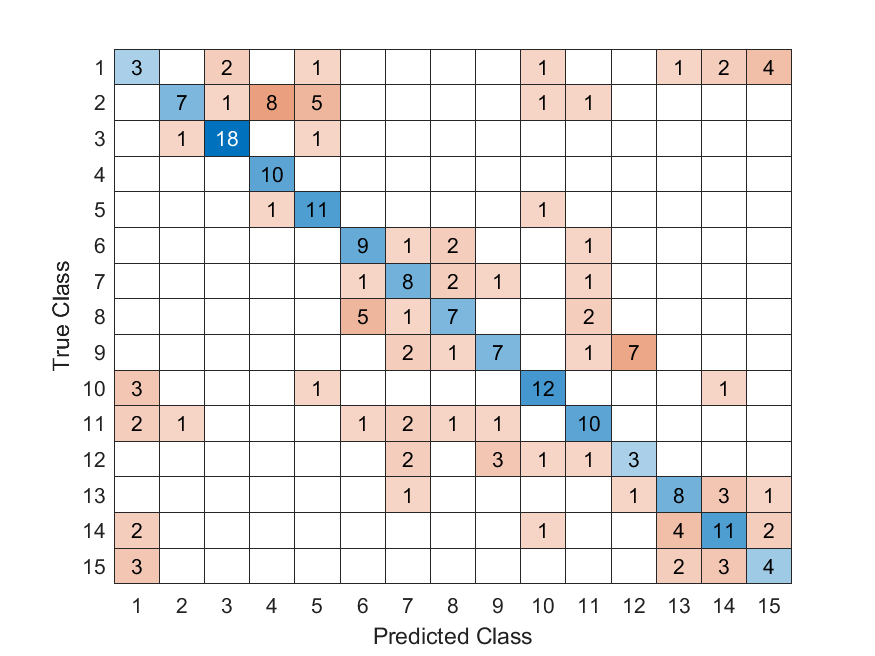 1 3 2 1 1 1 2 4
2 7 1 8 5 1 1
3 1 18 1
4 10
5 1 11 1
6 9 1 2 1
7 1 8 2 1 1
8 5 1 7 2
9 2 1 7 1 7
10 3 1 12 1
11 2 1 1 2 1 1 10
12 2 3 1 1 3
13 1 1 8 3 1
14 2 1 4 11 2
15 3 2 3 4
1 2 3 4 5 6 7 8 9 10 11 12 13 14 15
Predicted Class
True Class